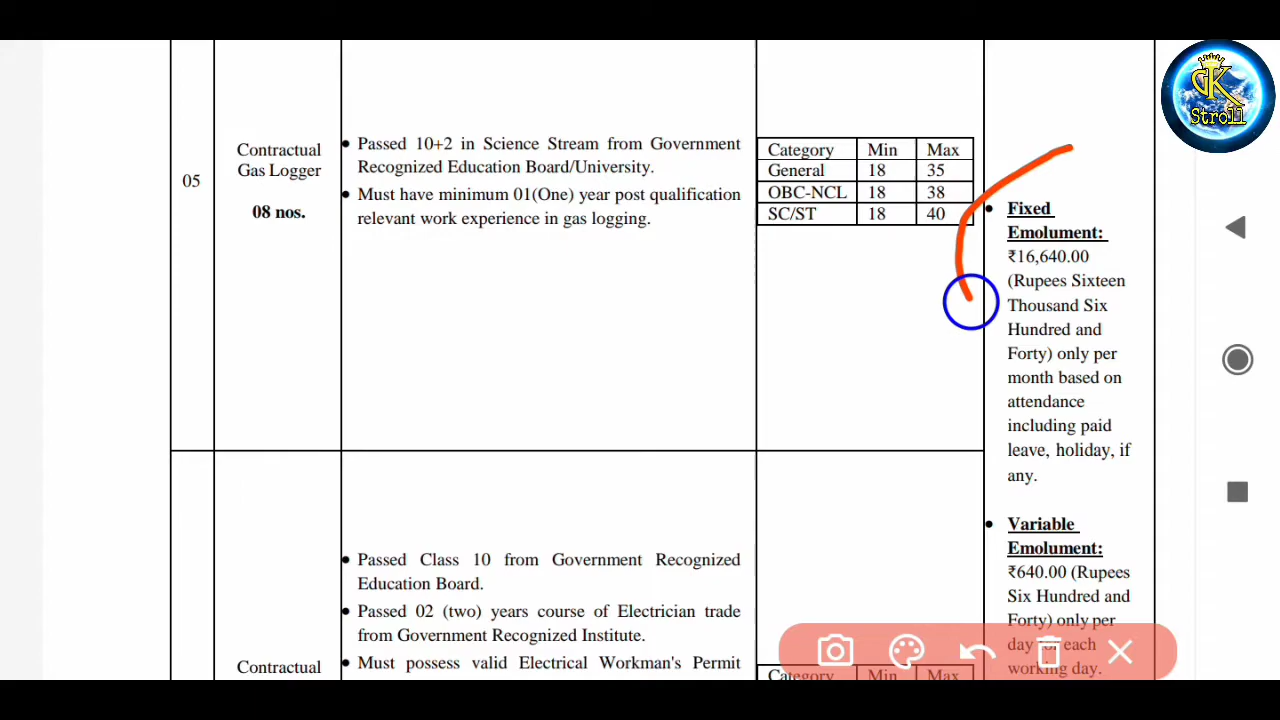 GK
Stroll
05
Contractual
Gas Logger
08 nos.
● Passed 10+2 in Science Stream from Government
Recognized Education Board/University.
● Must have minimum 01(One) year post qualification
relevant work experience in gas logging.
Category Min Max
General 18 35
OBC-NCL 18 38
SC/ST 18 40
● Fixed
Emolument:
₹16,640.00
(Rupees Sixteen
Thousand Six
Hundred and
Forty) only per
month based on
attendance
including paid
leave, holiday, if
any.
● Variable
Emolument:
₹640.00 (Rupees
Six Hundred and
Forty) only per
day for each
working day.
Contractual
● Passed Class 10 from Government Recognized
Education Board.
● Passed 02 (two) years course of Electrician trade
from Government Recognized Institute.
● Must possess valid Electrical Workman's Permit
Category Min Max